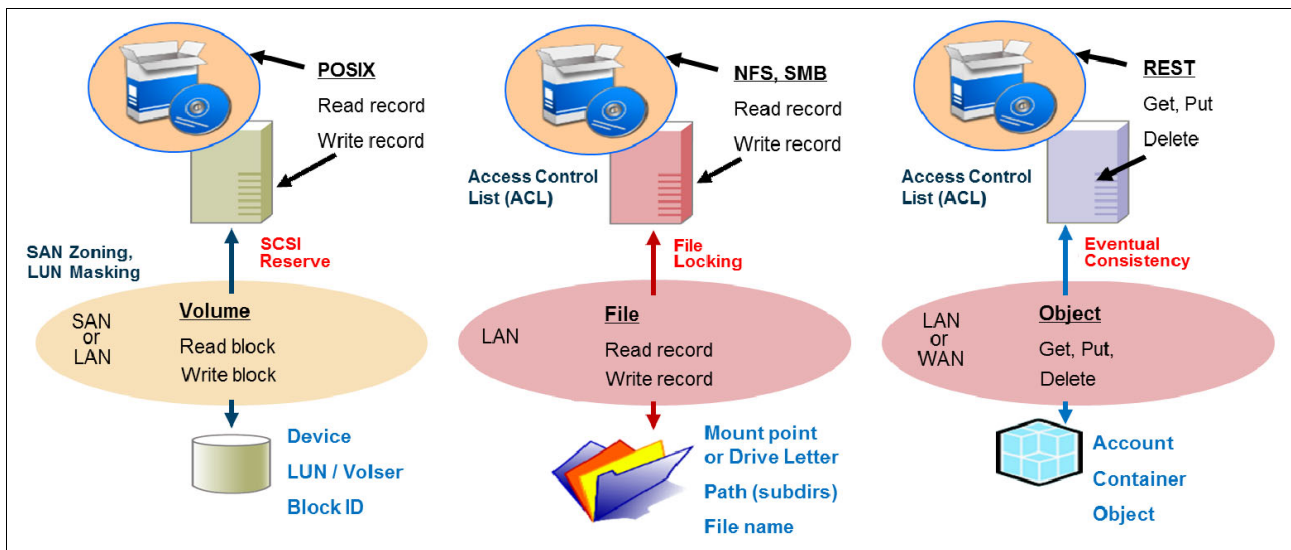 POSIX
Read record
Write record
SAN Zoning,
LUN Masking
SCSI
Reserve
SAN
or
LAN
Volume
Read block
Write block
Device
LUN / Volser
Block ID
NFS, SMB
Read record
Write record
Access Control
List (ACL)
File
Locking
LAN
File
Read record
Write record
Mount point
or Drive Letter
Path (subdirs)
File name
REST
Get, Put
Delete
Access Control
List (ACL)
Eventual
Consistency
LAN
or
WAN
Object
Get, Put,
Delete
Account
Container
Object